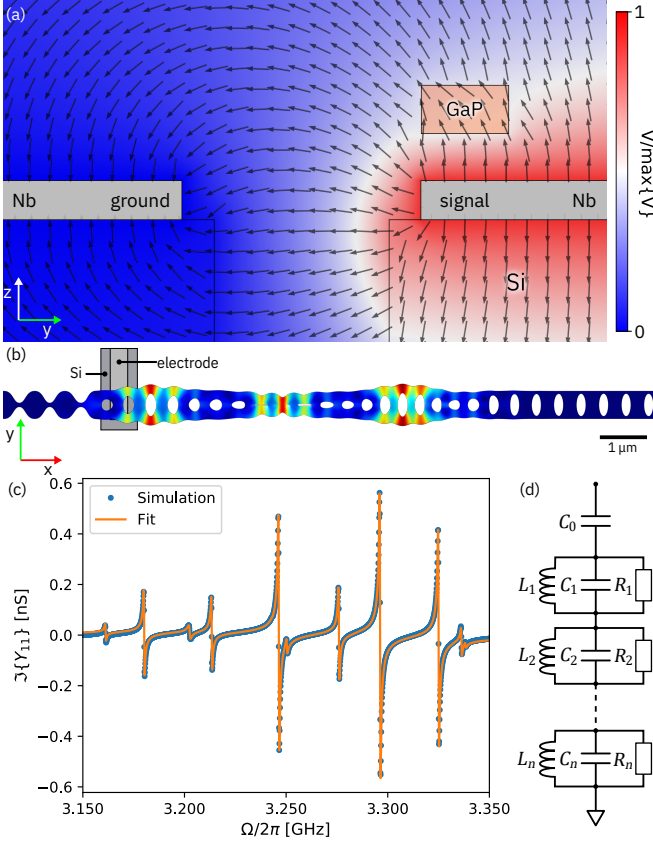 (a)
GaP
Nb ground
signal Nb
Si
z
y
1
V/max{V}
0
(b)
Si
electrode
y
x
1 μm
(c)
Simulation
Fit
0.6
0.4
0.2
0.0
−0.2
−0.4
−0.6
ℑ{Y₁₁} [nS]
3.150 3.200 3.250 3.300 3.350
Ω/2π [GHz]
(d)
C₀
L₁ C₁ R₁
L₂ C₂ R₂
Lₙ Cₙ Rₙ